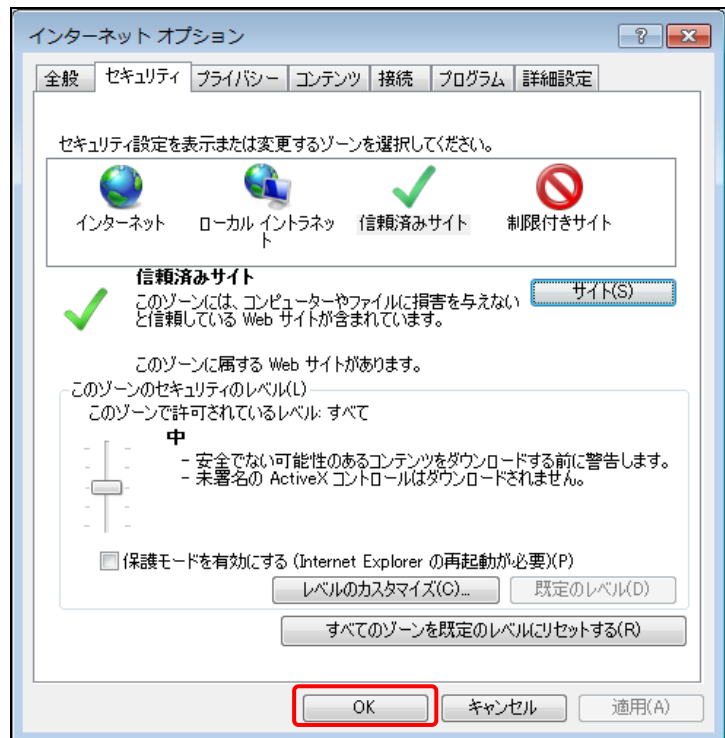 インターネット オプション
全般 セキュリティ プライバシー コンテンツ 接続 プログラム 詳細設定
セキュリティ設定を表示または変更するゾーンを選択してください。
インターネット
ローカル イントラネッ
ト
信頼済みサイト
制限付きサイト
信頼済みサイト
このゾーンには、コンピューターやファイルに損害を与えない
と信頼している Web サイトが含まれています。
サイト(S)
このゾーンに属する Web サイトがあります。
このゾーンのセキュリティのレベル(L)
このゾーンで許可されているレベル: すべて
中
- 安全でない可能性のあるコンテンツをダウンロードする前に警告します。
- 未署名の ActiveX コントロールはダウンロードされません。
保護モードを有効にする (Internet Explorer の再起動が必要)(P)
レベルのカスタマイズ(C)... 既定のレベル(D)
すべてのゾーンを既定のレベルにリセットする(R)
OK キャンセル 適用(A)